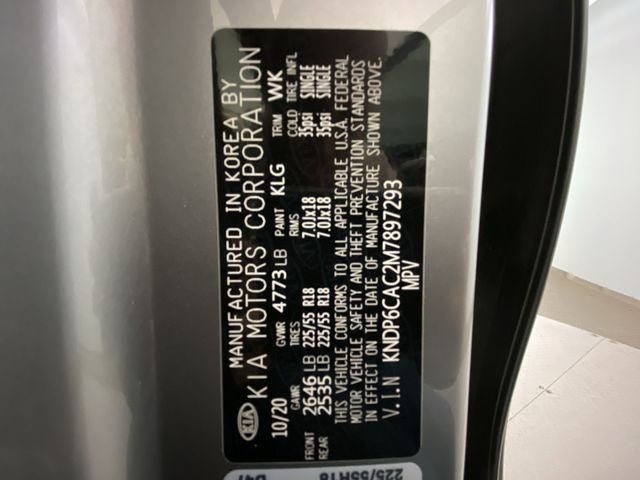 KIA
MANUFACTURED IN KOREA BY
KIA MOTORS CORPORATION
10/20 GVWR 4773 LB PAINT KLG TRIM WK
GAWR TIRES RIMS COLD TIRE INFL
FRONT 2646 LB 225/55 R18 7.0Jx18 35psi SINGLE
REAR 2535 LB 225/55 R18 7.0Jx18 35psi SINGLE
THIS VEHICLE CONFORMS TO ALL APPLICABLE U.S.A. FEDERAL
MOTOR VEHICLE SAFETY AND THEFT PREVENTION STANDARDS
IN EFFECT ON THE DATE OF MANUFACTURE SHOWN ABOVE.
V.I.N KNDP6CAC2M7897293
MPV
225/55R18